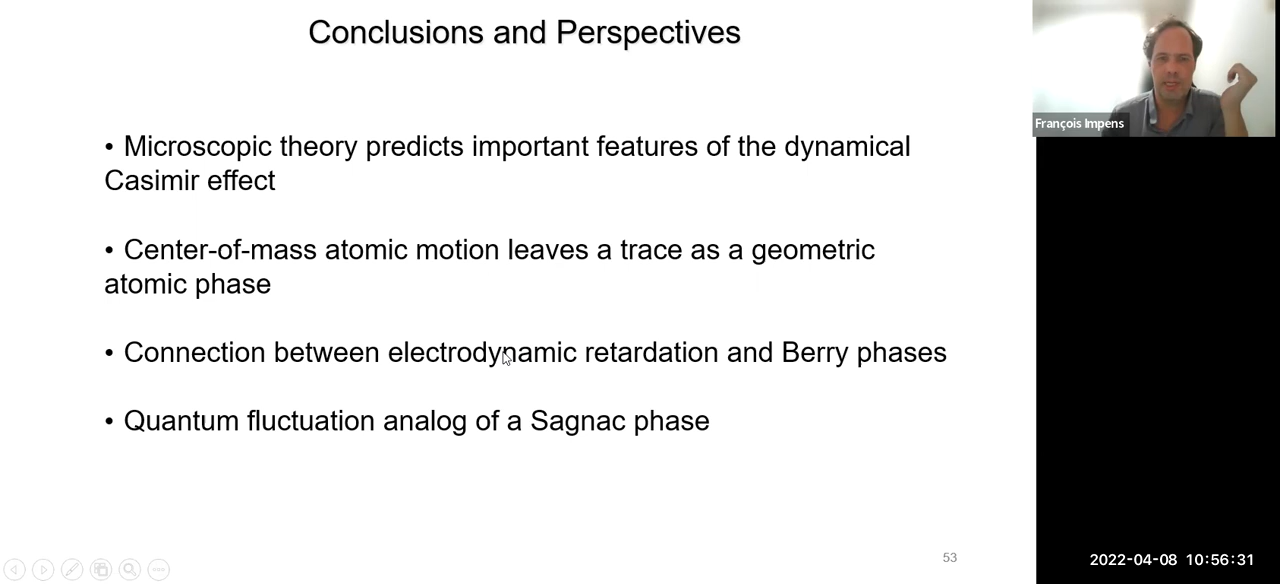 Conclusions and Perspectives
• Microscopic theory predicts important features of the dynamical
Casimir effect
• Center-of-mass atomic motion leaves a trace as a geometric
atomic phase
• Connection between electrodynamic retardation and Berry phases
• Quantum fluctuation analog of a Sagnac phase
53
François Impens
2022-04-08 10:56:31